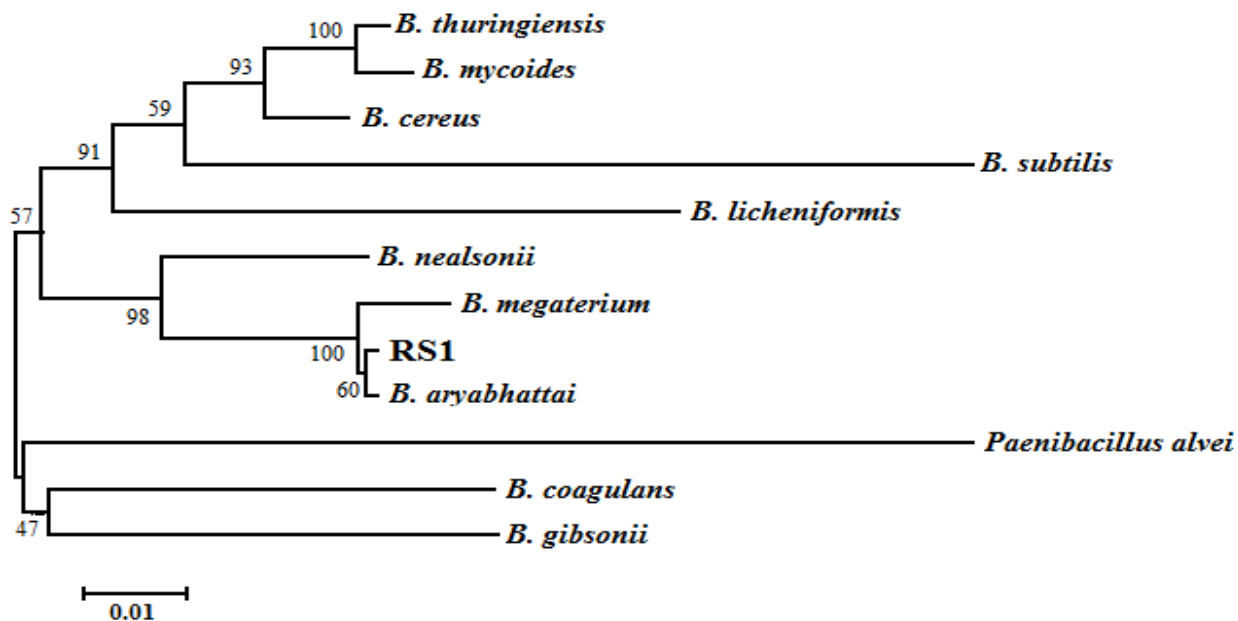 100
B. thuringiensis
B. mycoides
93
B. cereus
59
B. subtilis
91
B. licheniformis
57
B. nealsonii
98
B. megaterium
100
RS1
60
B. aryabhattai
Paenibacillus alvei
B. coagulans
47
B. gibsonii
0.01